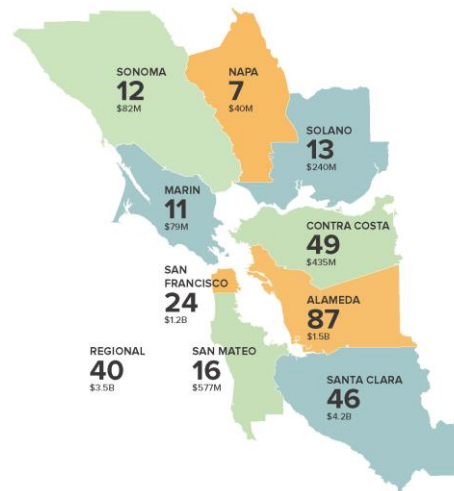 SONOMA
12
$82M
NAPA
7
$40M
SOLANO
13
$240M
MARIN
11
$79M
CONTRA COSTA
49
$435M
SAN
FRANCISCO
24
$1.2B
ALAMEDA
87
$1.5B
REGIONAL
40
$3.5B
SAN MATEO
16
$577M
SANTA CLARA
46
$4.2B